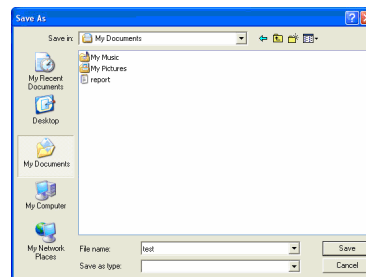 Save As
Save in:
My Documents
My Music
My Pictures
report
My Recent
Documents
Desktop
My Documents
My Computer
My Network
Places
File name:
test
Save
Save as type:
Cancel